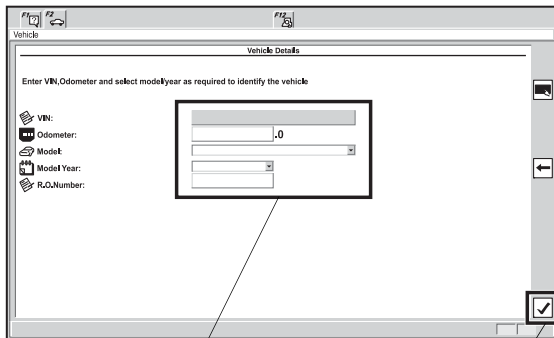 F1 F2 F12
Vehicle
Vehicle Details
Enter VIN,Odometer and select model/year as required to identify the vehicle
VIN:
Odometer: .0
Model:
Model Year:
R.O.Number: